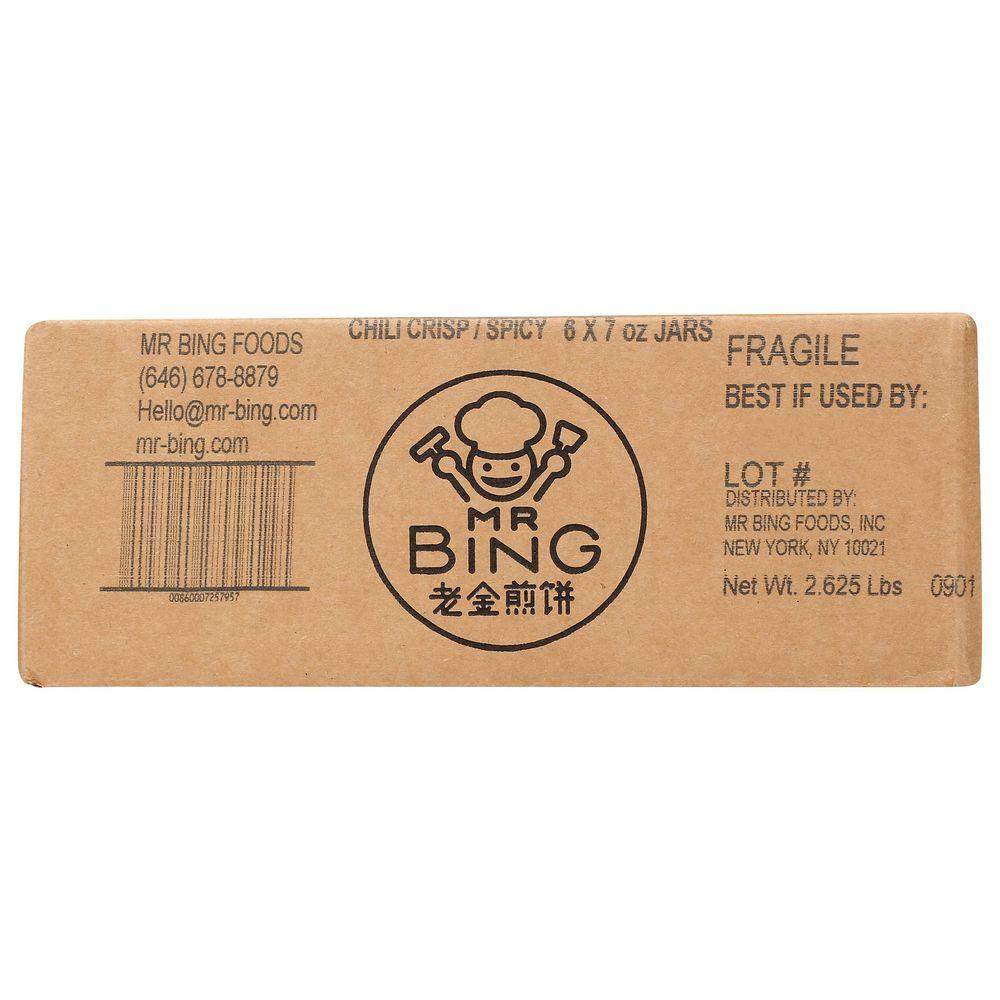 MR BING FOODS
(646) 678-8879
Hello@mr-bing.com
mr-bing.com
00860007257957
CHILI CRISP / SPICY 6 X 7 oz JARS
MR
BING
老金煎饼
FRAGILE
BEST IF USED BY:
LOT #
DISTRIBUTED BY:
MR BING FOODS, INC
NEW YORK, NY 10021
Net Wt. 2.625 Lbs 0901